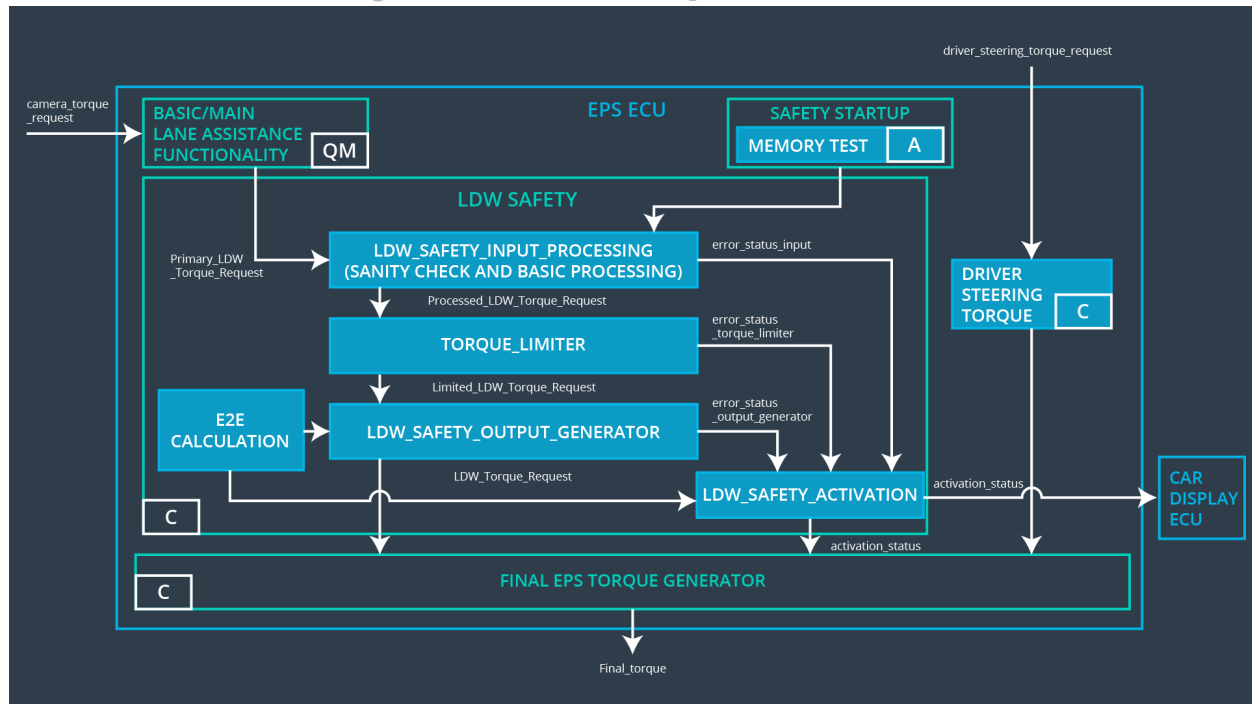 driver_steering_torque_request
camera_torque
_request
EPS ECU
BASIC/MAIN
LANE ASSISTANCE
FUNCTIONALITY
QM
SAFETY STARTUP
MEMORY TEST
A
LDW SAFETY
Primary_LDW
_Torque_Request
LDW_SAFETY_INPUT_PROCESSING
(SANITY CHECK AND BASIC PROCESSING)
error_status_input
DRIVER
STEERING
TORQUE
C
Processed_LDW_Torque_Request
TORQUE_LIMITER
error_status
_torque_limiter
Limited_LDW_Torque_Request
E2E
CALCULATION
LDW_SAFETY_OUTPUT_GENERATOR
error_status
_output_generator
LDW_Torque_Request
LDW_SAFETY_ACTIVATION
activation_status
CAR
DISPLAY
ECU
C
activation_status
FINAL EPS TORQUE GENERATOR
C
Final_torque